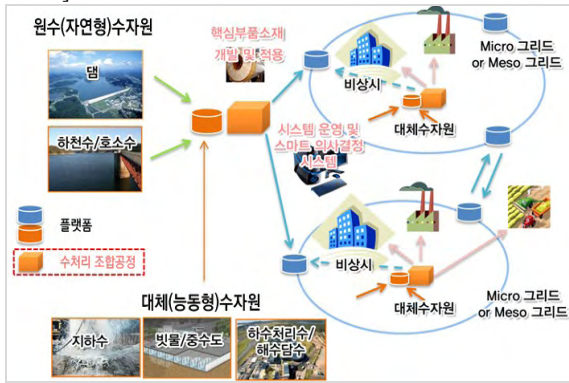 원수(자연형)수자원
댐
하천수/호소수
핵심부품소재
개발 및 적용
비상시
대체수자원
Micro 그리드
or Meso 그리드
시스템 운영 및
스마트 의사결정
시스템
플랫폼
수처리 조합공정
비상시
대체수자원
Micro 그리드
or Meso 그리드
대체(능동형)수자원
지하수
빗물/중수도
하수처리수/
해수담수